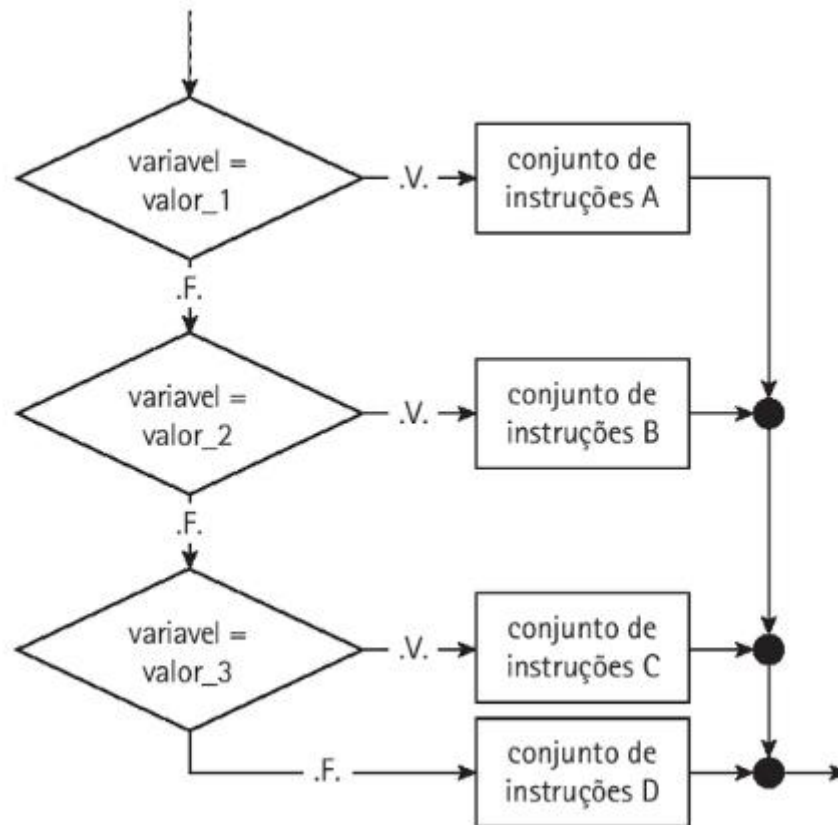 variavel =
valor_1
.V.
conjunto de
instruções A
.F.
variavel =
valor_2
.V.
conjunto de
instruções B
.F.
variavel =
valor_3
.V.
conjunto de
instruções C
.F.
conjunto de
instruções D